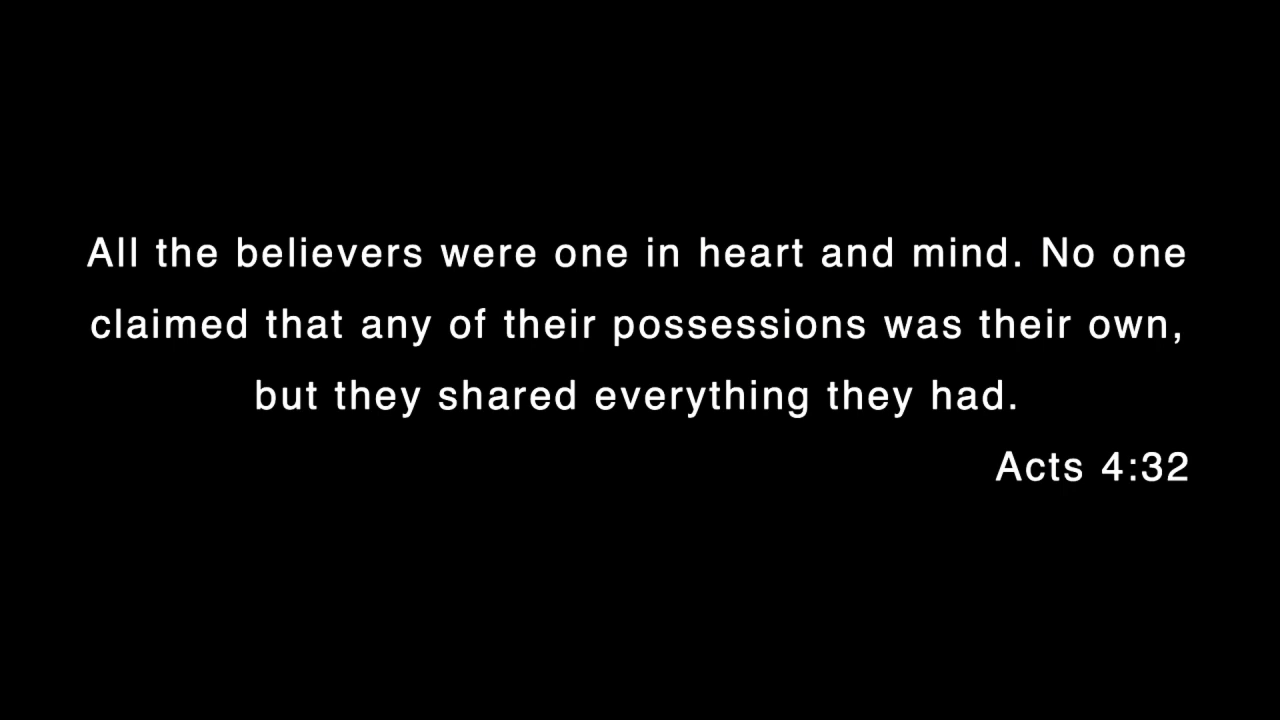 All the believers were one in heart and mind. No one
claimed that any of their possessions was their own,
but they shared everything they had.
Acts 4:32